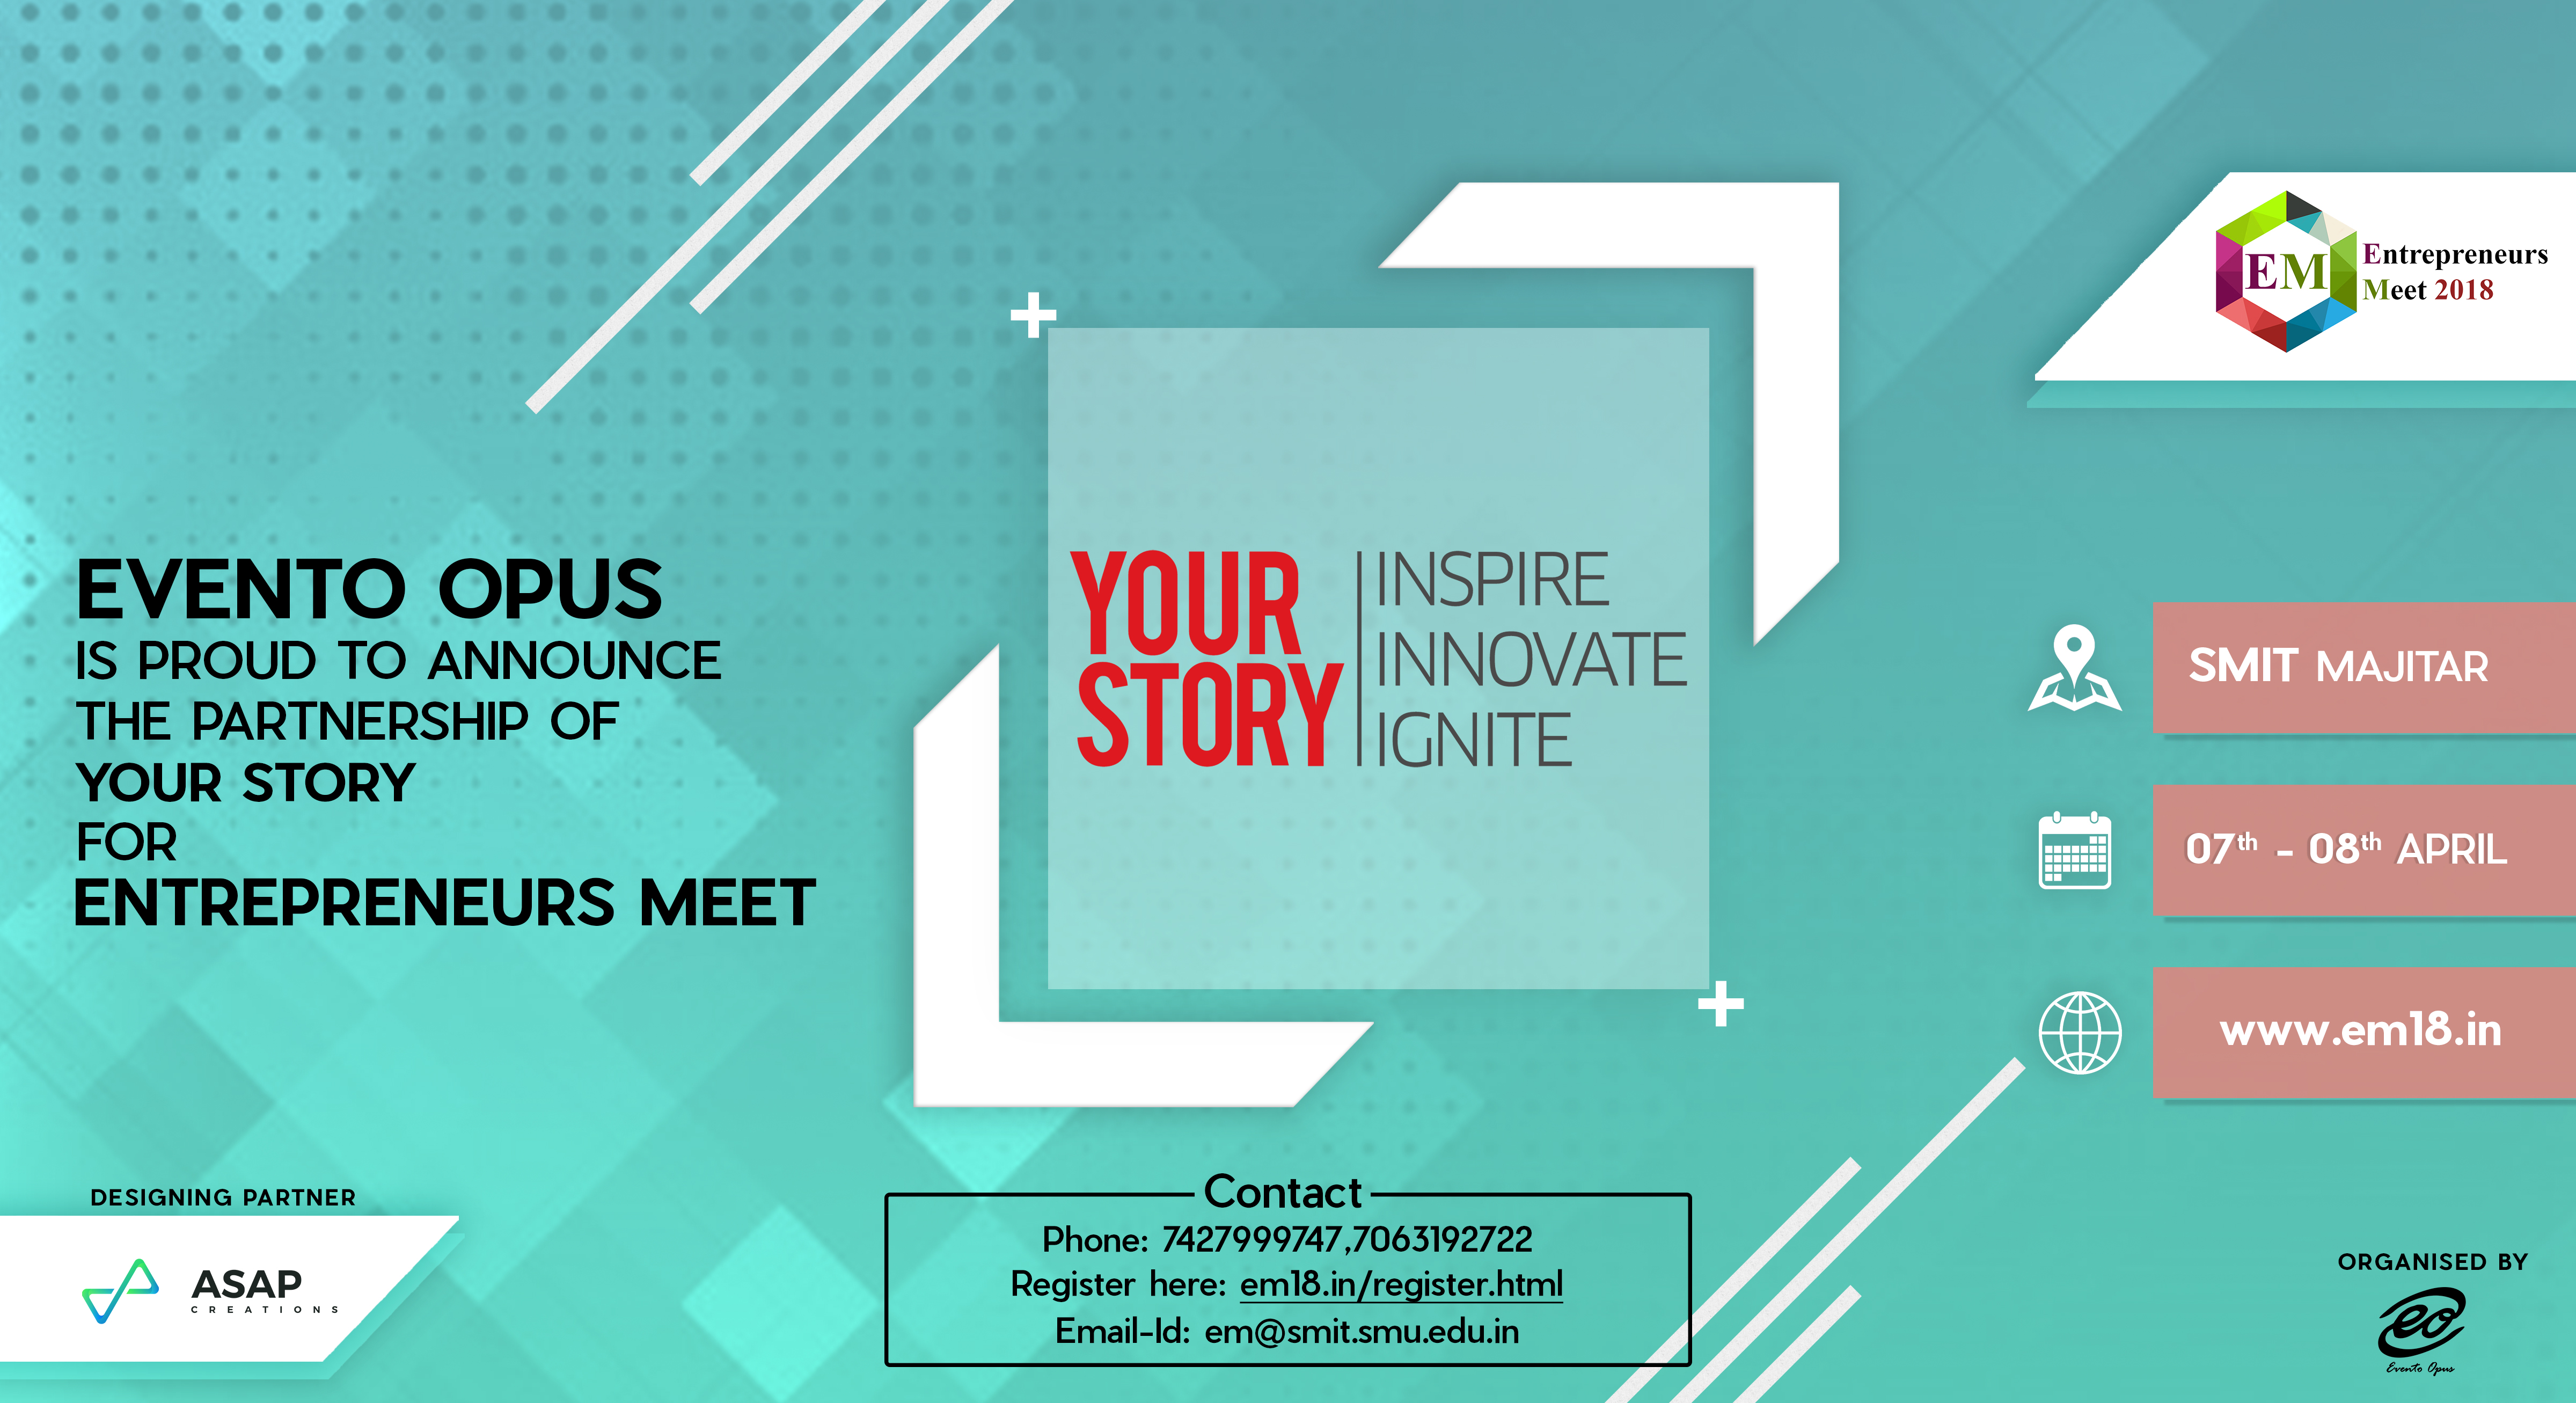 EVENTO OPUS
IS PROUD TO ANNOUNCE
THE PARTNERSHIP OF
YOUR STORY
FOR
ENTREPRENEURS MEET
YOUR
STORY
INSPIRE
INNOVATE
IGNITE
EM
Entrepreneurs
Meet 2018
SMIT MAJITAR
07th - 08th APRIL
www.em18.in
DESIGNING PARTNER
ASAP
CREATIONS
Contact
Phone: 7427999747,7063192722
Register here: em18.in/register.html
Email-Id: em@smit.smu.edu.in
ORGANISED BY
eo
Evento Opus